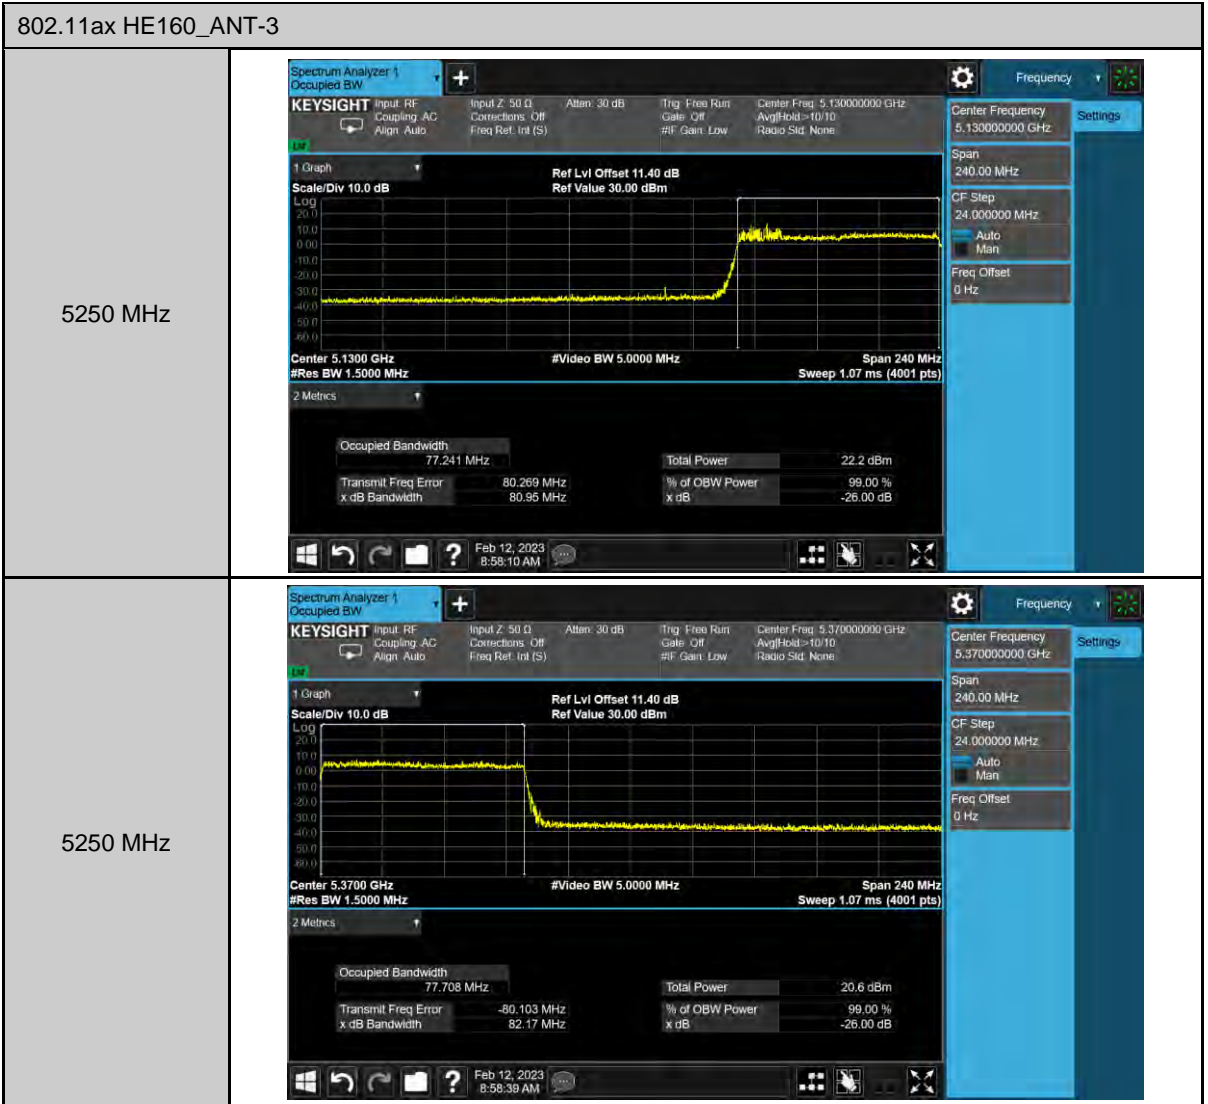 802.11ax HE160_ANT-3
5250 MHz
Spectrum Analyzer 1
Occupied BW
Frequency
KEYSIGHT Input: RF
Coupling: AC
Align: Auto
Input Z: 50 Ω
Corrections: Off
Freq Ref: Int (S)
Atten: 30 dB
Trig: Free Run
Gate: Off
#IF Gain: Low
Center Freq: 5.130000000 GHz
Avg|Hold:>10/10
Radio Std: None
Center Frequency
5.130000000 GHz
Settings
Span
240.00 MHz
CF Step
24.000000 MHz
Auto
Man
Freq Offset
0 Hz
1 Graph
Ref Lvl Offset 11.40 dB
Scale/Div 10.0 dB
Ref Value 30.00 dBm
Log
20.0
10.0
0.00
-10.0
-20.0
-30.0
-40.0
-50.0
-60.0
Center 5.1300 GHz
#Video BW 5.0000 MHz
Span 240 MHz
#Res BW 1.5000 MHz
Sweep 1.07 ms (4001 pts)
2 Metrics
Occupied Bandwidth
77.241 MHz
Total Power 22.2 dBm
Transmit Freq Error 80.269 MHz
% of OBW Power 99.00 %
x dB Bandwidth 80.95 MHz
x dB -26.00 dB
?
Feb 12, 2023
8:58:10 AM
5250 MHz
Spectrum Analyzer 1
Occupied BW
Frequency
KEYSIGHT Input: RF
Coupling: AC
Align: Auto
Input Z: 50 Ω
Corrections: Off
Freq Ref: Int (S)
Atten: 30 dB
Trig: Free Run
Gate: Off
#IF Gain: Low
Center Freq: 5.370000000 GHz
Avg|Hold:>10/10
Radio Std: None
Center Frequency
5.370000000 GHz
Settings
Span
240.00 MHz
CF Step
24.000000 MHz
Auto
Man
Freq Offset
0 Hz
1 Graph
Ref Lvl Offset 11.40 dB
Scale/Div 10.0 dB
Ref Value 30.00 dBm
Log
20.0
10.0
0.00
-10.0
-20.0
-30.0
-40.0
-50.0
-60.0
Center 5.3700 GHz
#Video BW 5.0000 MHz
Span 240 MHz
#Res BW 1.5000 MHz
Sweep 1.07 ms (4001 pts)
2 Metrics
Occupied Bandwidth
77.708 MHz
Total Power 20.6 dBm
Transmit Freq Error -80.103 MHz
% of OBW Power 99.00 %
x dB Bandwidth 82.17 MHz
x dB -26.00 dB
?
Feb 12, 2023
8:58:39 AM